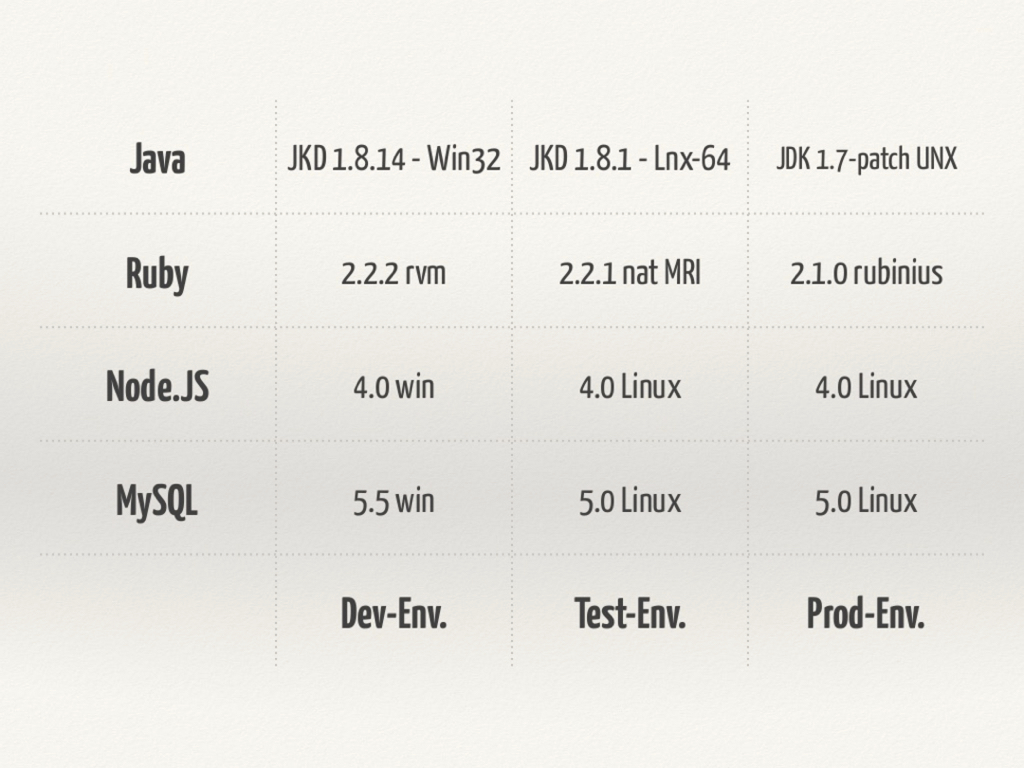 Java JKD 1.8.14 - Win32 JKD 1.8.1 - Lnx-64 JDK 1.7-patch UNX
Ruby 2.2.2 rvm 2.2.1 nat MRI 2.1.0 rubinius
Node.JS 4.0 win 4.0 Linux 4.0 Linux
MySQL 5.5 win 5.0 Linux 5.0 Linux
Dev-Env. Test-Env. Prod-Env.